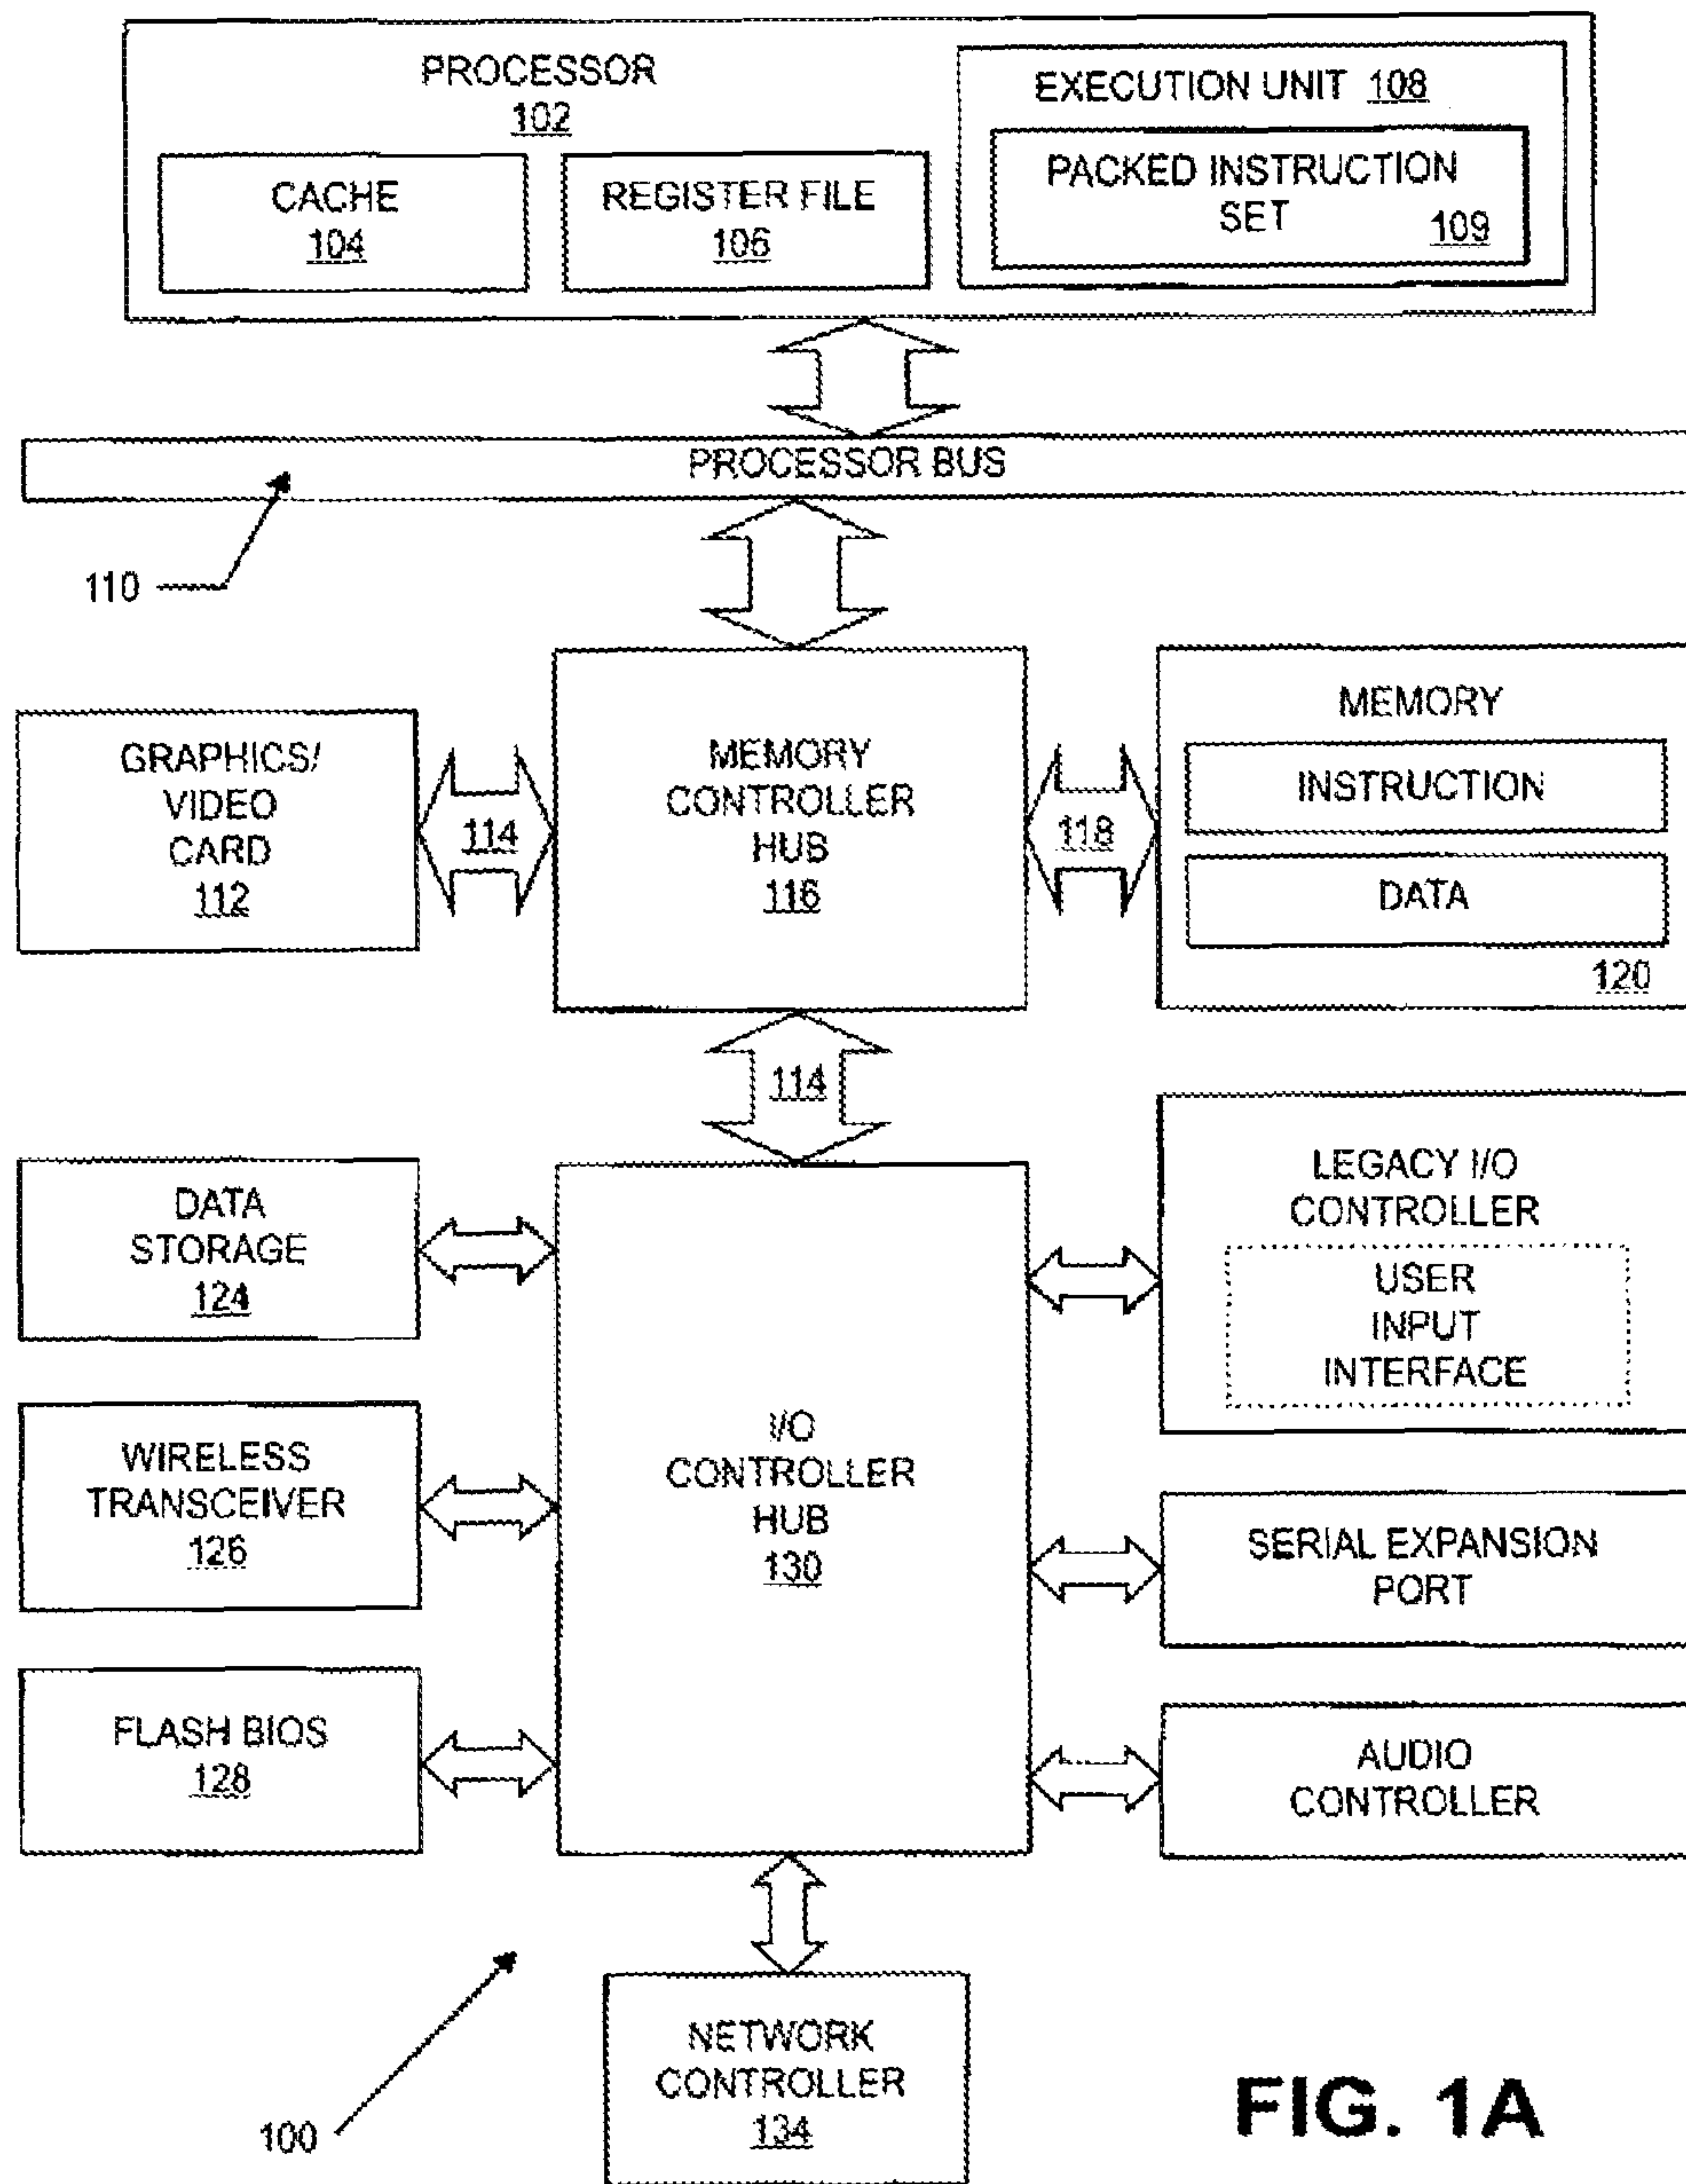 PROCESSOR
102
CACHE
104
REGISTER FILE
106
EXECUTION UNIT 108
PACKED INSTRUCTION
SET
109
PROCESSOR BUS
110
GRAPHICS/
VIDEO
CARD
112
114
MEMORY
CONTROLLER
HUB
116
118
MEMORY
INSTRUCTION
DATA
120
114
DATA
STORAGE
124
WIRELESS
TRANSCEIVER
126
FLASH BIOS
128
I/O
CONTROLLER
HUB
130
LEGACY I/O
CONTROLLER
USER
INPUT
INTERFACE
SERIAL EXPANSION
PORT
AUDIO
CONTROLLER
NETWORK
CONTROLLER
134
100
FIG. 1A